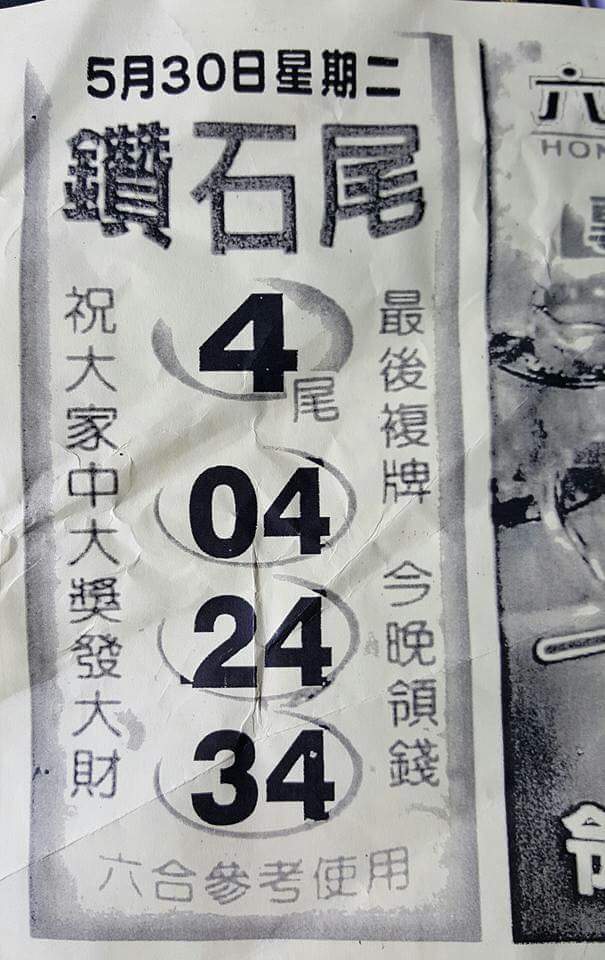 5月30日星期二
鑽石尾
最後複牌 今晚領錢
4尾
04
24
34
祝大家中大獎發大財
六合參考使用
六
HON